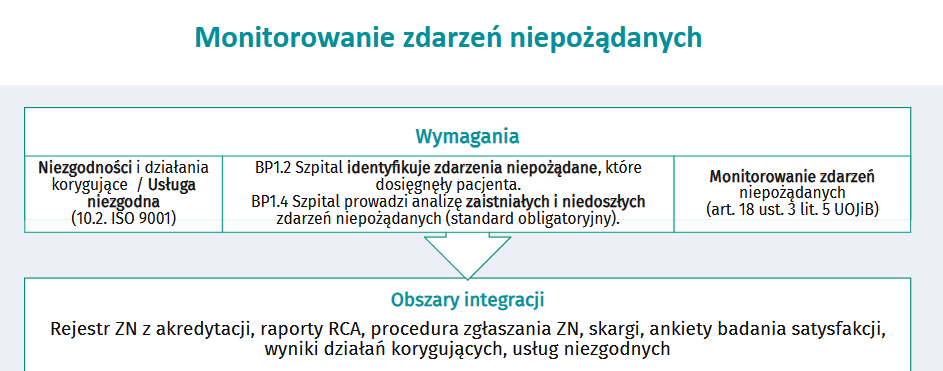 Monitorowanie zdarzeń niepożądanych
Wymagania
Niezgodności i działania
korygujące / Usługa
niezgodna
(10.2. ISO 9001)
BP1.2 Szpital identyfikuje zdarzenia niepożądane, które
dosięgnęły pacjenta.
BP1.4 Szpital prowadzi analizę zaistniałych i niedoszłych
zdarzeń niepożądanych (standard obligatoryjny).
Monitorowanie zdarzeń
niepożądanych
(art. 18 ust. 3 lit. 5 UOJiB)
Obszary integracji
Rejestr ZN z akredytacji, raporty RCA, procedura zgłaszania ZN, skargi, ankiety badania satysfakcji,
wyniki działań korygujących, usług niezgodnych